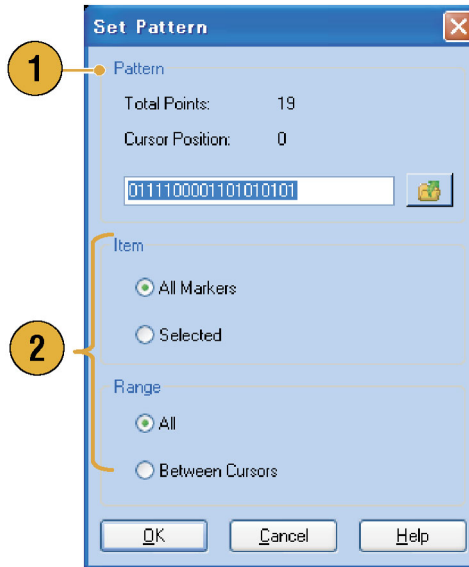 Set Pattern
1
Pattern
Total Points: 19
Cursor Position: 0
0111100001101010101
2
Item
All Markers
Selected
Range
All
Between Cursors
OK Cancel Help